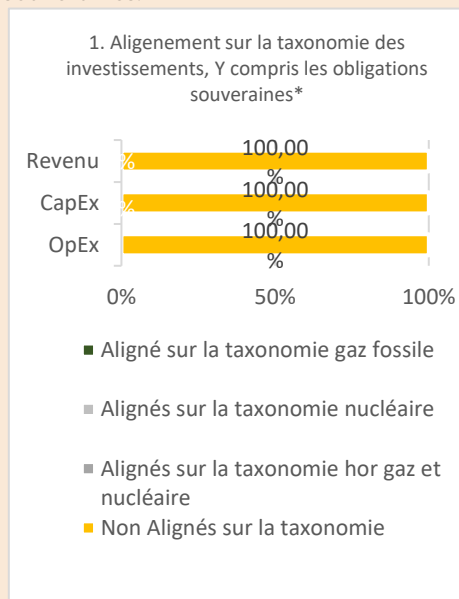 1. Aligenement sur la taxonomie des
investissements, Y compris les obligations
souveraines*
Revenu
%
100,00
%
CapEx
%
100,00
%
OpEx
100,00
%
0%
50%
100%
Aligné sur la taxonomie gaz fossile
Alignés sur la taxonomie nucléaire
Alignés sur la taxonomie hor gaz et
nucléaire
Non Alignés sur la taxonomie